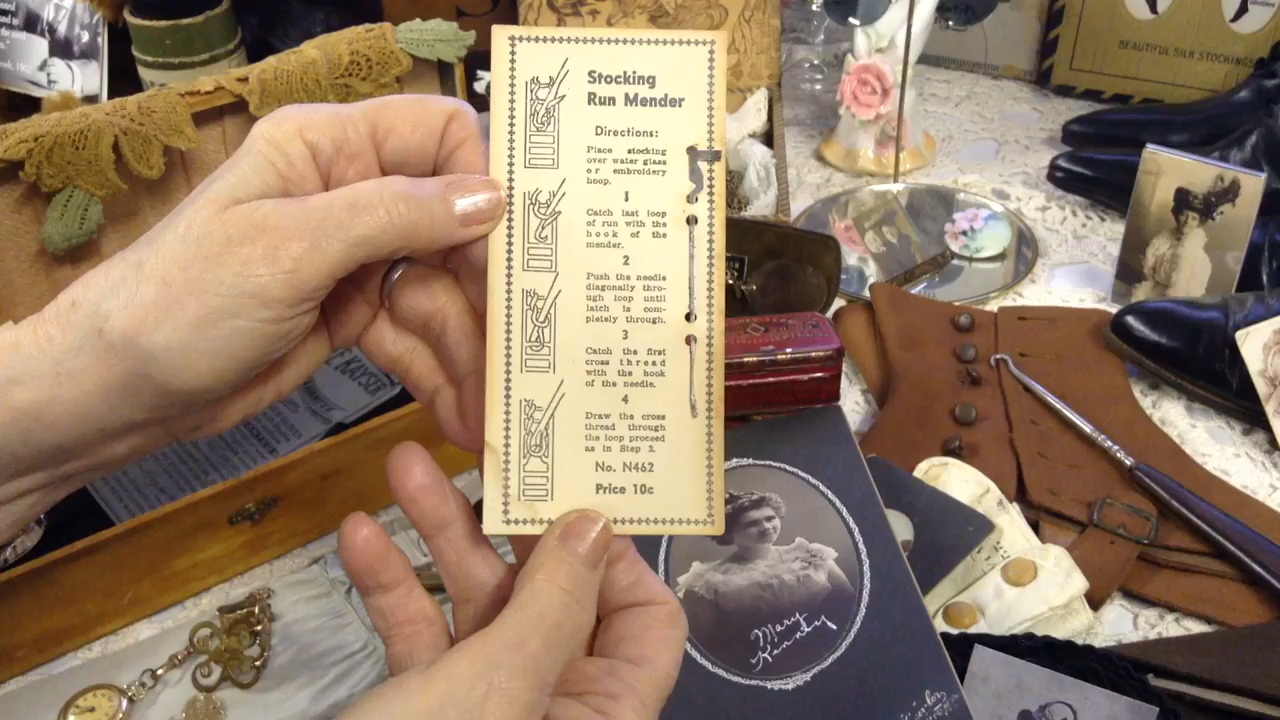 Stocking
Run Mender
Directions:
Place stocking
over water glass
or embroidery
hoop.
1
Catch last loop
of run with the
hook of the
mender.
2
Push the needle
diagonally thro-
ugh loop until
latch is com-
pletely through.
3
Catch the first
cross thread
with the hook
of the needle.
4
Draw the cross
thread through
the loop proceed
as in Step 2.
No. N462
Price 10c
BEAUTIFUL SILK STOCKINGS
KAYSER
Mary
Kenney